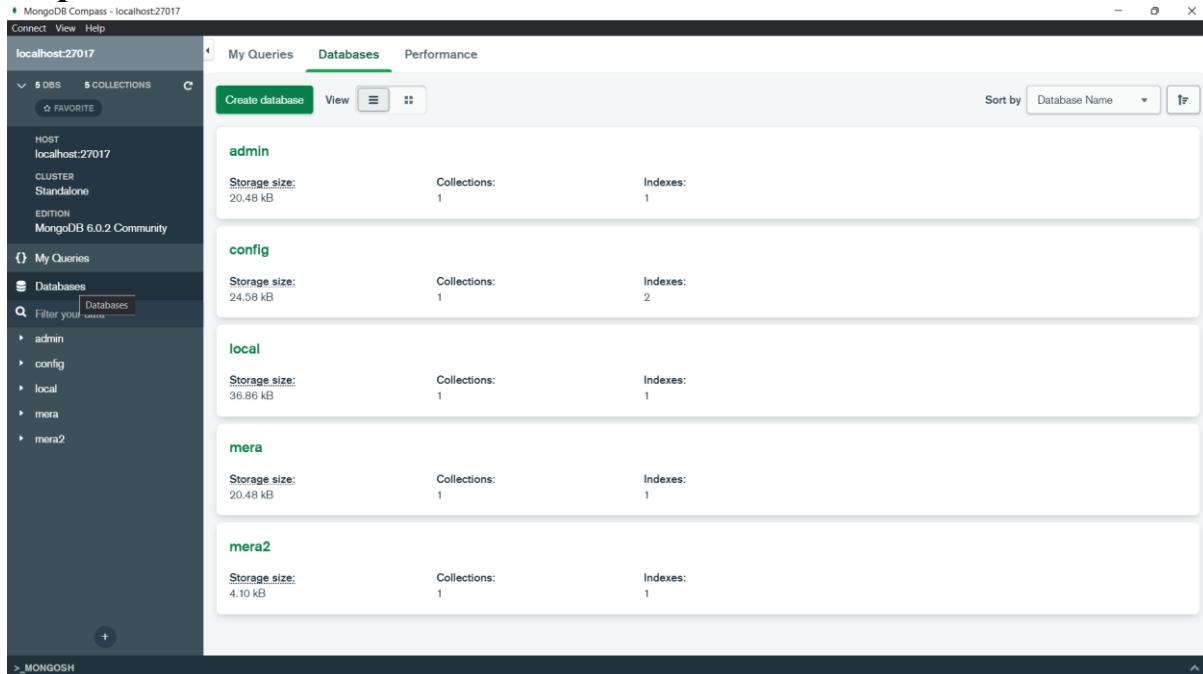 MongoDB Compass - localhost:27017
Connect View Help
localhost:27017
5 DBS 5 COLLECTIONS
FAVORITE
HOST
localhost:27017
CLUSTER
Standalone
EDITION
MongoDB 6.0.2 Community
{} My Queries
Databases
Databases
Filter your data
admin
config
local
mera
mera2
+
>_MONGOSH
My Queries Databases Performance
Create database View Sort by Database Name
admin
Storage size: Collections: Indexes:
20.48 kB 1 1
config
Storage size: Collections: Indexes:
24.58 kB 1 2
local
Storage size: Collections: Indexes:
36.86 kB 1 1
mera
Storage size: Collections: Indexes:
20.48 kB 1 1
mera2
Storage size: Collections: Indexes:
4.10 kB 1 1